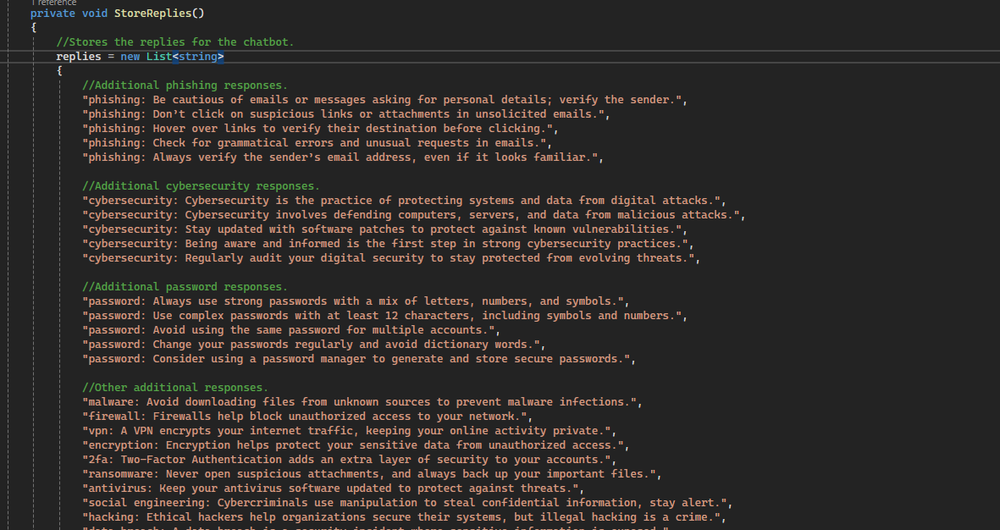 1 reference
private void StoreReplies()
{
//Stores the replies for the chatbot.
replies = new List<string>
{
//Additional phishing responses.
"phishing: Be cautious of emails or messages asking for personal details; verify the sender.",
"phishing: Don’t click on suspicious links or attachments in unsolicited emails.",
"phishing: Hover over links to verify their destination before clicking.",
"phishing: Check for grammatical errors and unusual requests in emails.",
"phishing: Always verify the sender’s email address, even if it looks familiar.",
//Additional cybersecurity responses.
"cybersecurity: Cybersecurity is the practice of protecting systems and data from digital attacks.",
"cybersecurity: Cybersecurity involves defending computers, servers, and data from malicious attacks.",
"cybersecurity: Stay updated with software patches to protect against known vulnerabilities.",
"cybersecurity: Being aware and informed is the first step in strong cybersecurity practices.",
"cybersecurity: Regularly audit your digital security to stay protected from evolving threats.",
//Additional password responses.
"password: Always use strong passwords with a mix of letters, numbers, and symbols.",
"password: Use complex passwords with at least 12 characters, including symbols and numbers.",
"password: Avoid using the same password for multiple accounts.",
"password: Change your passwords regularly and avoid dictionary words.",
"password: Consider using a password manager to generate and store secure passwords.",
//Other additional responses.
"malware: Avoid downloading files from unknown sources to prevent malware infections.",
"firewall: Firewalls help block unauthorized access to your network.",
"vpn: A VPN encrypts your internet traffic, keeping your online activity private.",
"encryption: Encryption helps protect your sensitive data from unauthorized access.",
"2fa: Two-Factor Authentication adds an extra layer of security to your accounts.",
"ransomware: Never open suspicious attachments, and always back up your important files.",
"antivirus: Keep your antivirus software updated to protect against threats.",
"social engineering: Cybercriminals use manipulation to steal confidential information, stay alert.",
"hacking: Ethical hackers help organizations secure their systems, but illegal hacking is a crime.",
"data breach: A data breach is a security incident where sensitive information is exposed."